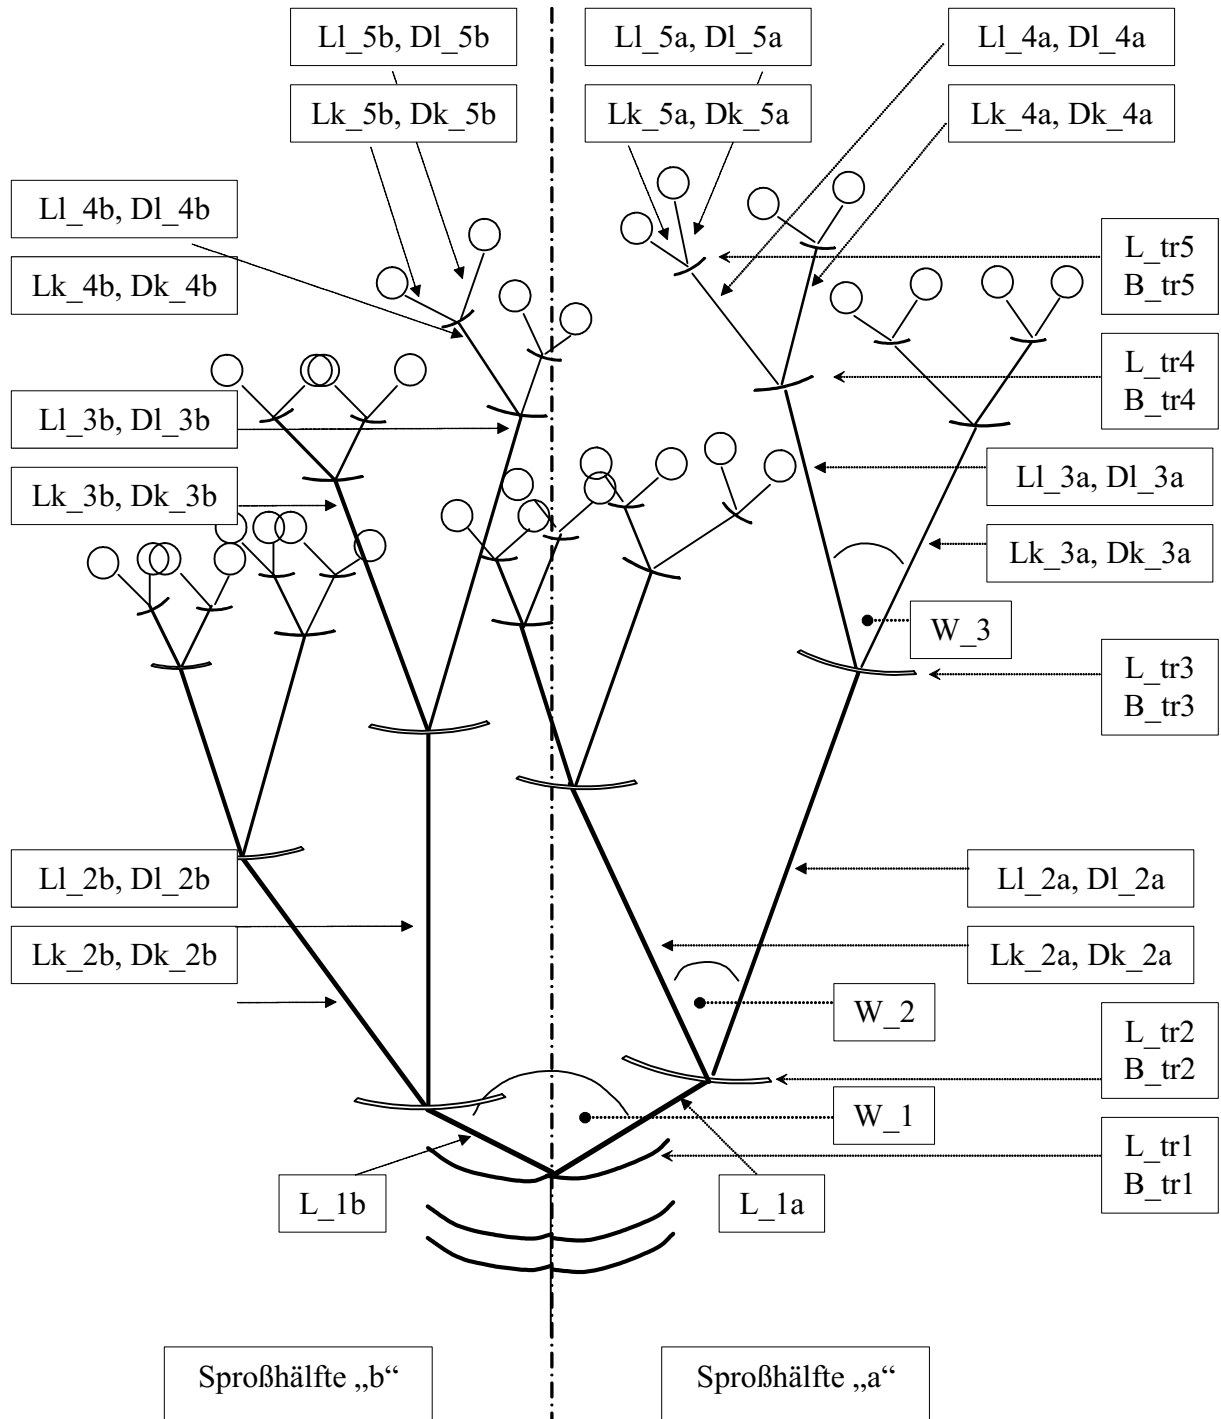 Ll_5b, Dl_5b
Ll_5a, Dl_5a
Ll_4a, Dl_4a
Lk_5b, Dk_5b
Lk_5a, Dk_5a
Lk_4a, Dk_4a
Ll_4b, Dl_4b
L_tr5
B_tr5
Lk_4b, Dk_4b
L_tr4
B_tr4
Ll_3b, Dl_3b
Ll_3a, Dl_3a
Lk_3b, Dk_3b
Lk_3a, Dk_3a
W_3
L_tr3
B_tr3
Ll_2b, Dl_2b
Ll_2a, Dl_2a
Lk_2b, Dk_2b
Lk_2a, Dk_2a
W_2
L_tr2
B_tr2
W_1
L_tr1
B_tr1
L_1b
L_1a
Sproßhälfte „b“
Sproßhälfte „a“